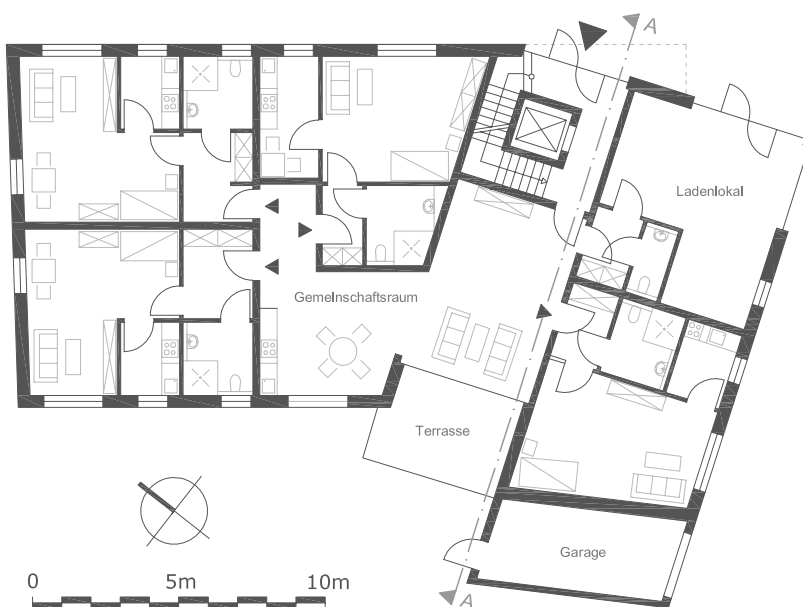 A
Ladenlokal
Gemeinschaftsraum
Terrasse
Garage
0 5m 10m
A